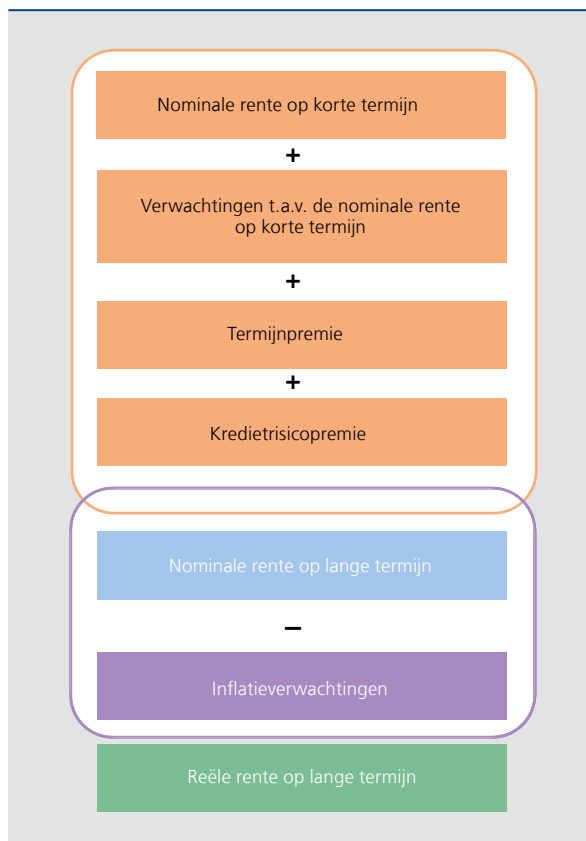 Nominale rente op korte termijn
+
Verwachtingen t.a.v. de nominale rente
op korte termijn
+
Termijnpremie
+
Kredietrisicopremie
Nominale rente op lange termijn
–
Inflatieverwachtingen
Reële rente op lange termijn